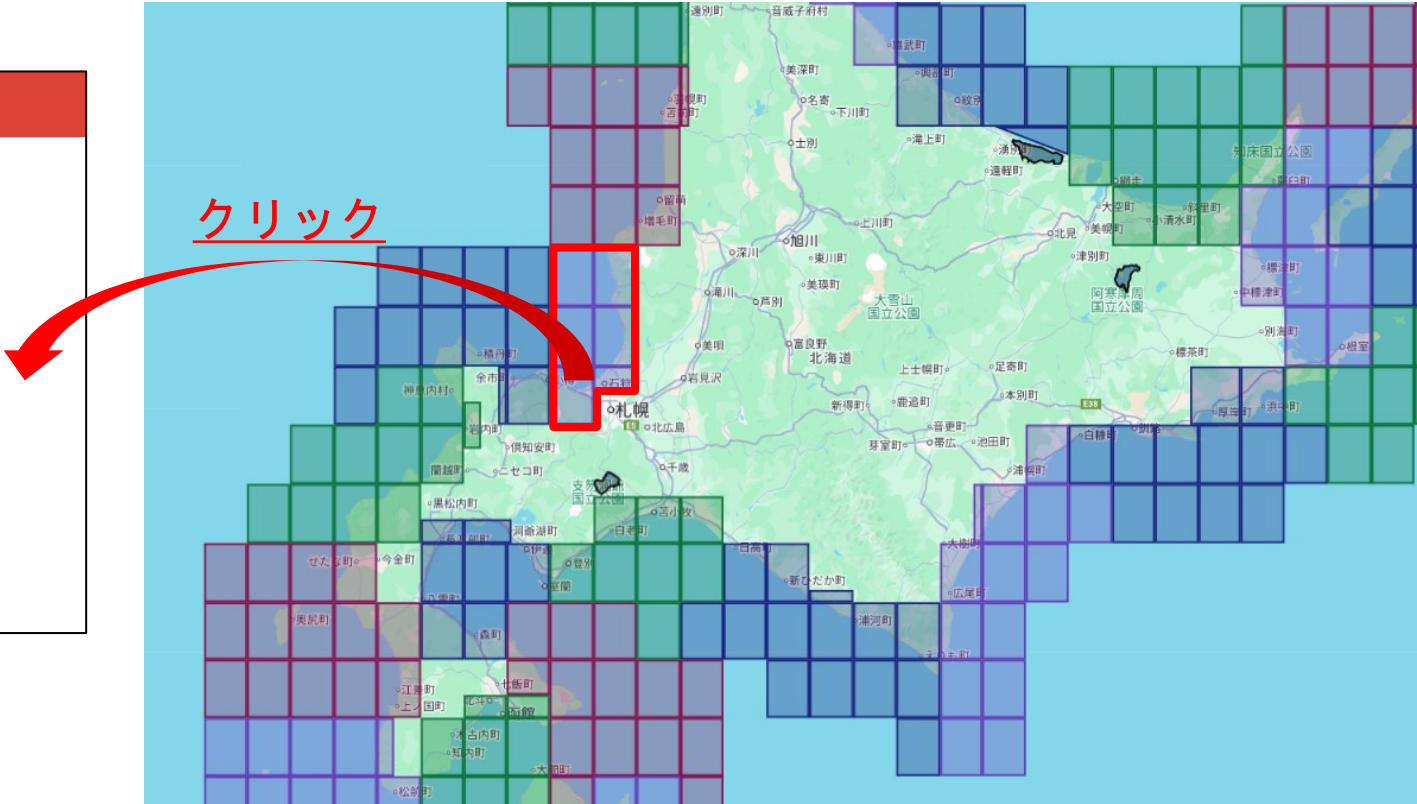 遠別町
音威子府村
雄武町
美深町
興部町
羽幌町
名寄
紋別
苫前町
下川町
士別
滝上町
湧別町
知床国立公園
遠軽町
網走
羅臼町
留萌
大空町
斜里町
クリック
増毛町
上川町
小清水町
北見
美幌町
旭川
深川
東川町
津別町
標津町
美瑛町
滝川
芦別
大雪山
国立公園
阿寒摩周
国立公園
中標津町
別海町
富良野
美唄
根室
積丹町
北海道
標茶町
余市町
小樽
石狩
岩見沢
上士幌町
足寄町
神恵内村
札幌
新得町
鹿追町
本別町
E38
厚岸町
浜中町
岩内町
E5
北広島
音更町
白糠町
釧路
倶知安町
芽室町
帯広
池田町
蘭越町
ニセコ町
千歳
浦幌町
支笏洞爺
国立公園
黒松内町
苫小牧
長万部町
洞爺湖町
白老町
伊達
日高町
大樹町
せたな町
今金町
登別
室蘭
新ひだか町
広尾町
八雲町
奥尻町
森町
浦河町
えりも町
七飯町
江差町
北斗
上ノ国町
函館
木古内町
知内町
大間町
松前町